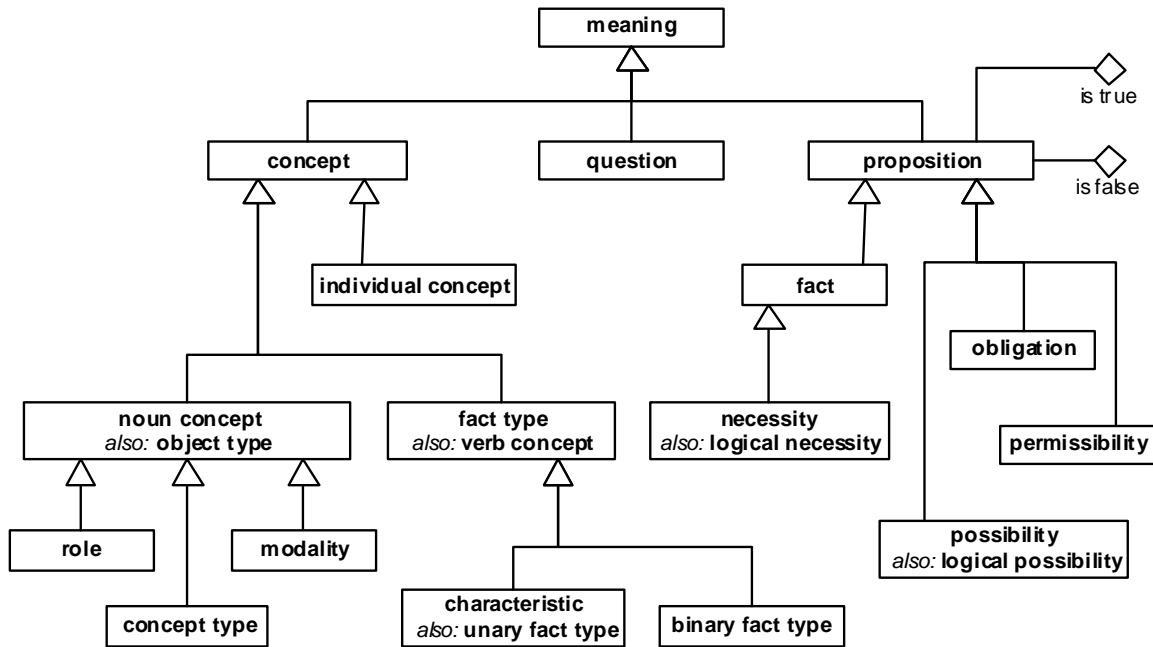 meaning
is true
concept
question
proposition
is false
individual concept
fact
obligation
noun concept
also: object type
fact type
also: verb concept
necessity
also: logical necessity
permissibility
role
modality
possibility
also: logical possibility
concept type
characteristic
also: unary fact type
binary fact type